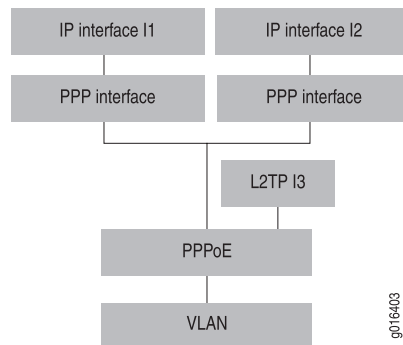 IP interface I1
IP interface I2
PPP interface
PPP interface
L2TP I3
PPPoE
VLAN
g016403